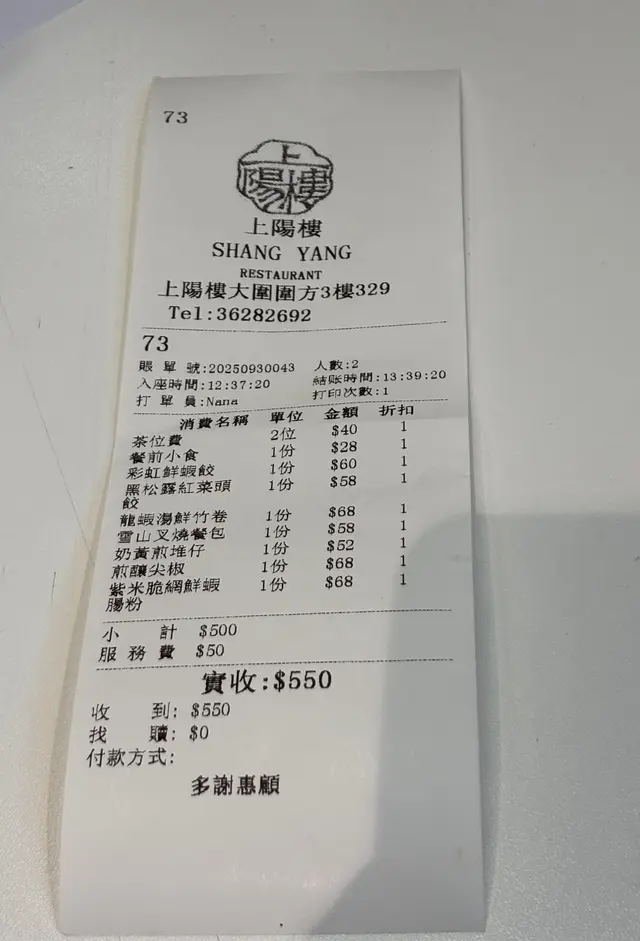 73
上陽樓
上陽樓
SHANG YANG
RESTAURANT
上陽樓大圍圍方3樓329
Tel:36282692
73
賬單號:20250930043 人數:2
入座時間:12:37:20 結賬時間:13:39:20
打單員:Nana 打印次數:1
消費名稱 單位 金額 折扣
茶位費 2位 $40 1
餐前小食 1份 $28 1
彩虹鮮蝦餃 1份 $60 1
黑松露紅菜頭 1份 $58 1
餃
龍蝦湯鮮竹卷 1份 $68 1
雪山叉燒餐包 1份 $58 1
奶黃煎堆仔 1份 $52 1
煎釀尖椒 1份 $68 1
紫米脆網鮮蝦 1份 $68 1
腸粉
小計 $500
服務費 $50
實收:$550
收到: $550
找贖: $0
付款方式:
多謝惠顧